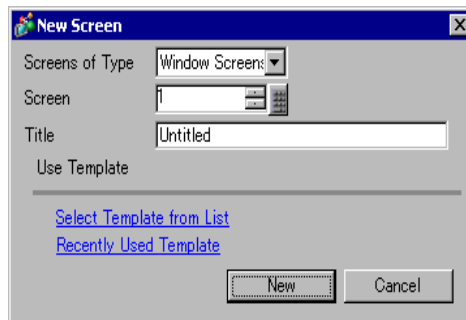 New Screen
Screens of Type Window Screens
Screen 1
Title Untitled
Use Template
Select Template from List
Recently Used Template
New Cancel